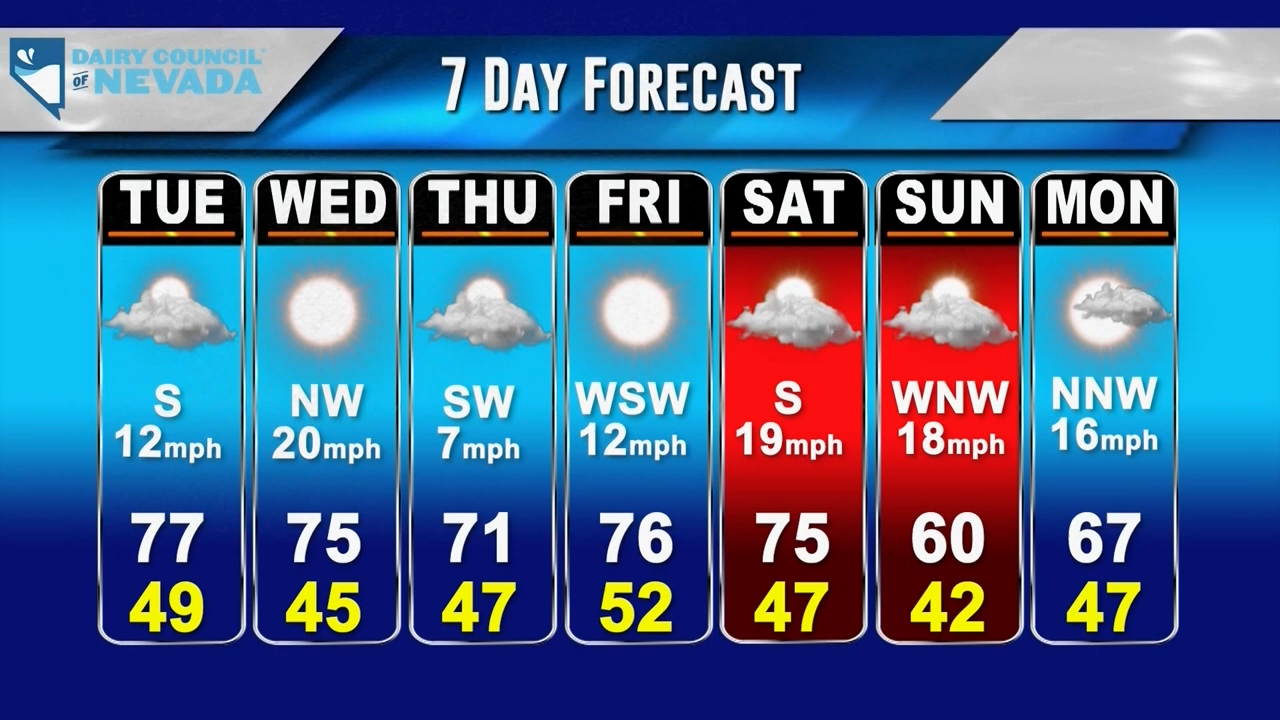 DAIRY COUNCIL
OF NEVADA
7 DAY FORECAST
TUE WED THU FRI SAT SUN MON
S NW SW WSW S WNW NNW
12mph 20mph 7mph 12mph 19mph 18mph 16mph
77 75 71 76 75 60 67
49 45 47 52 47 42 47